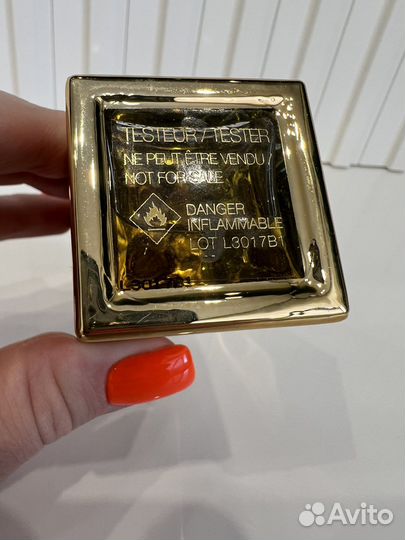 TESTEUR / TESTER
NE PEUT ÊTRE VENDU /
NOT FOR SALE
DANGER
INFLAMMABLE
LOT L3017B1
Avito